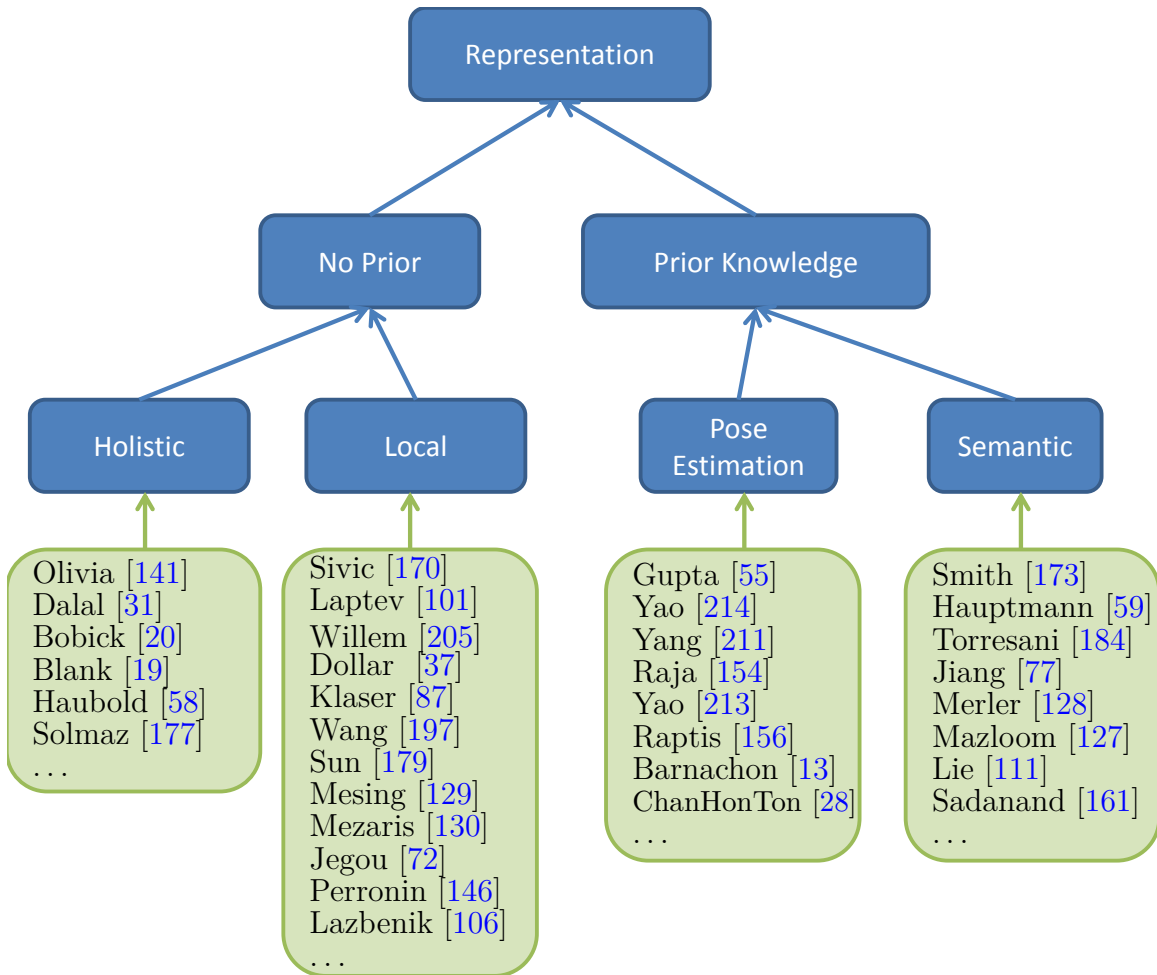 Representation
No Prior
Prior Knowledge
Holistic
Local
Pose
Estimation
Semantic
Olivia [141]
Dalal [31]
Bobick [20]
Blank [19]
Haubold [58]
Solmaz [177]
. . .
Sivic [170]
Laptev [101]
Willem [205]
Dollar [37]
Klaser [87]
Wang [197]
Sun [179]
Mesing [129]
Mezaris [130]
Jegou [72]
Perronin [146]
Lazbenik [106]
. . .
Gupta [55]
Yao [214]
Yang [211]
Raja [154]
Yao [213]
Raptis [156]
Barnachon [13]
ChanHonTon [28]
. . .
Smith [173]
Hauptmann [59]
Torresani [184]
Jiang [77]
Merler [128]
Mazloom [127]
Lie [111]
Sadanand [161]
. . .